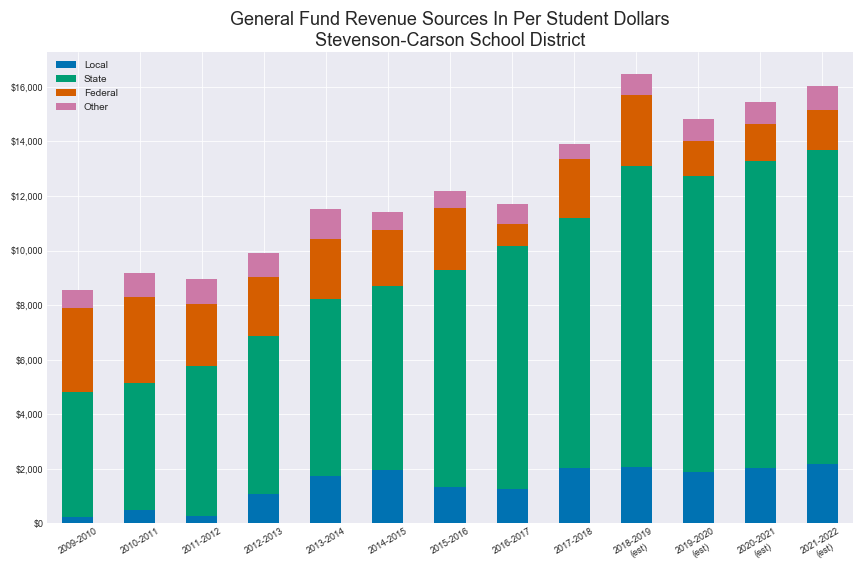 General Fund Revenue Sources In Per Student Dollars
Stevenson-Carson School District
Local
State
Federal
Other
$16,000
$14,000
$12,000
$10,000
$8,000
$6,000
$4,000
$2,000
$0
2009-2010
2010-2011
2011-2012
2012-2013
2013-2014
2014-2015
2015-2016
2016-2017
2017-2018
2018-2019
(est)
2019-2020
(est)
2020-2021
(est)
2021-2022
(est)